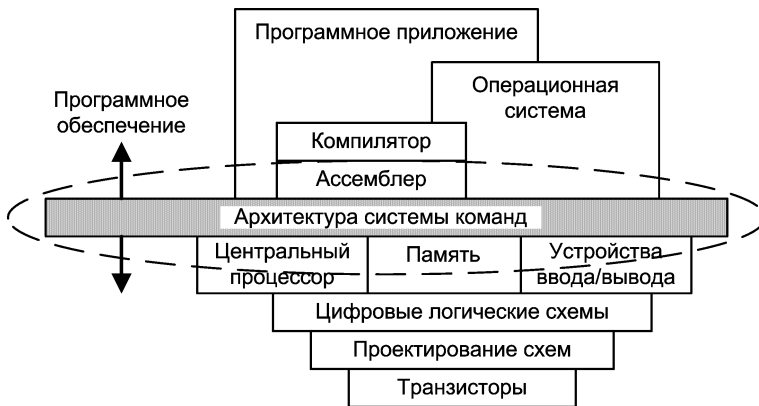 Программное приложение
Операционная
система
Программное
обеспечение
Компилятор
Ассемблер
Архитектура системы команд
Центральный
процессор
Память
Устройства
ввода/вывода
Цифровые логические схемы
Проектирование схем
Транзисторы